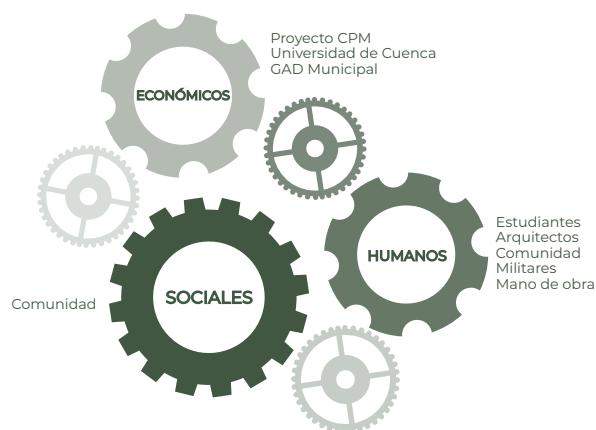 Proyecto CPM
Universidad de Cuenca
GAD Municipal
ECONÓMICOS
Estudiantes
Arquitectos
Comunidad
Militares
Mano de obra
HUMANOS
Comunidad
SOCIALES